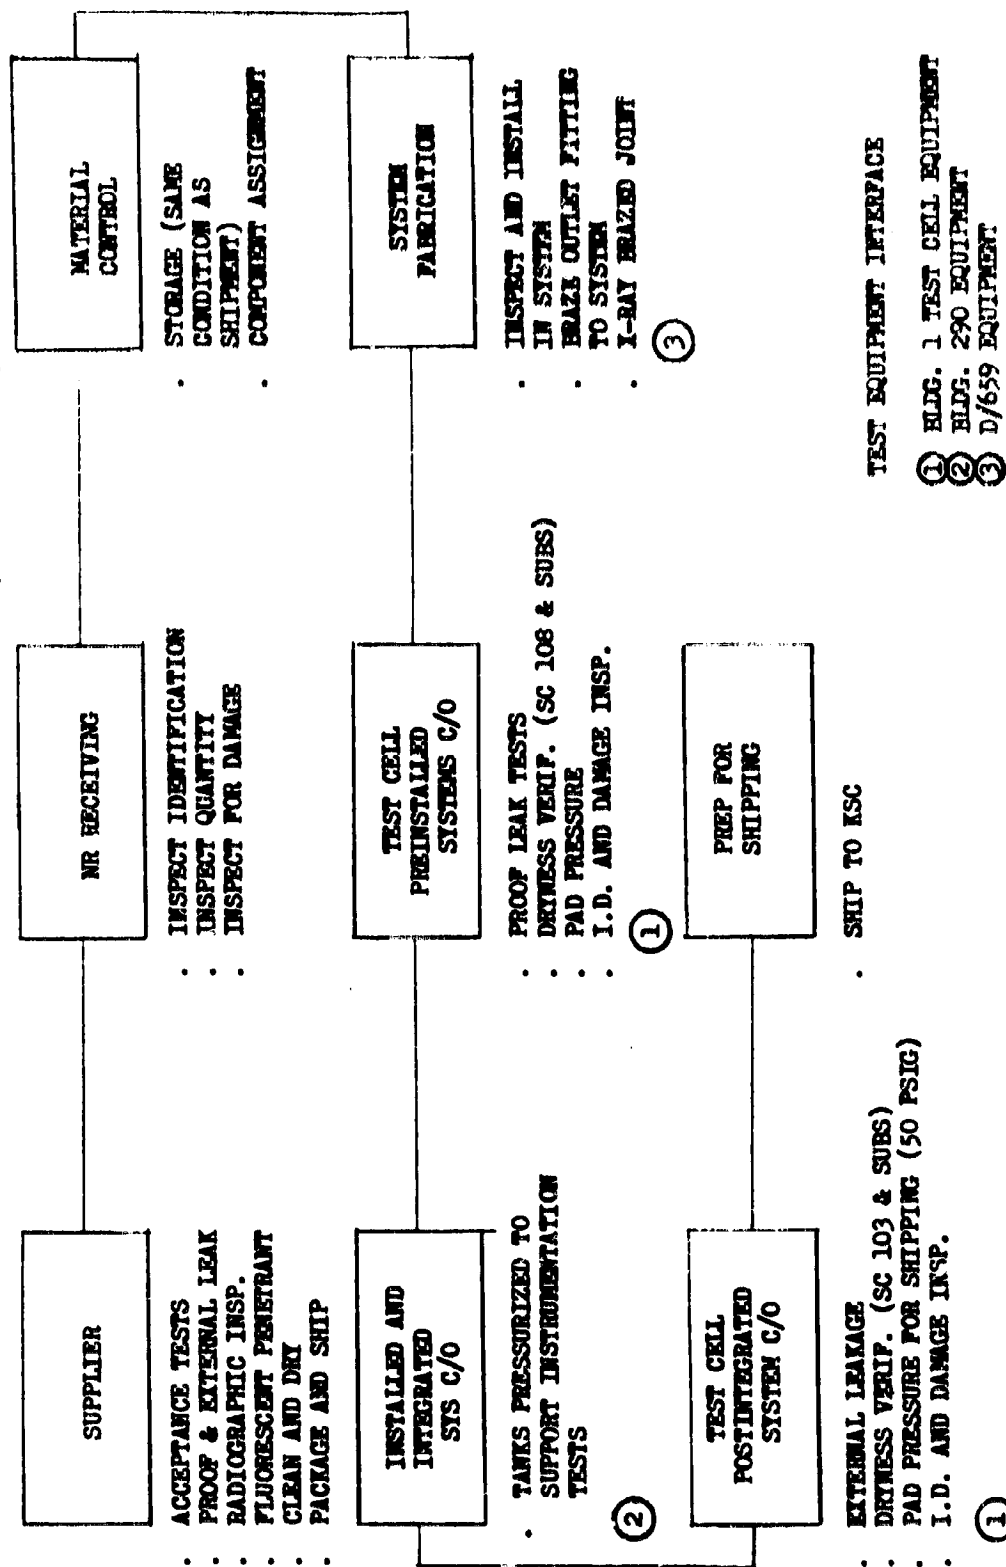 SUPPLIER
. ACCEPTANCE TESTS
. PROOF & EXTERNAL LEAK
. RADIOGRAPHIC INSP.
. FLUORESCENT PENETRANT
. CLEAN AND DRY
. PACKAGE AND SHIP
NR RECEIVING
. INSPECT IDENTIFICATION
. INSPECT QUANTITY
. INSPECT FOR DAMAGE
MATERIAL
CONTROL
. STORAGE (SAME
CONDITION AS
SHIPMENT)
. COMPONENT ASSIGNMENT
INSTALLED AND
INTEGRATED
SYS C/O
. TANKS PRESSURIZED TO
SUPPORT INSTRUMENTATION
TESTS
2
TEST CELL
PREINSTALLED
SYSTEMS C/O
. PROOF LEAK TESTS
. DRYNESS VERIF. (SC 108 & SUBS)
. PAD PRESSURE
. I.D. AND DAMAGE INSP.
1
SYSTEM
FABRICATION
. INSPECT AND INSTALL
IN SYSTEM
. BRAZE OUTLET FITTING
TO SYSTEM
. X-RAY BRAZED JOINT
3
TEST CELL
POSTINTEGRATED
SYSTEM C/O
. EXTERNAL LEAKAGE
. DRYNESS VERIF. (SC 103 & SUBS)
. PAD PRESSURE FOR SHIPPING (50 PSIG)
. I.D. AND DAMAGE INSP.
1
PREP FOR
SHIPPING
. SHIP TO KSC
TEST EQUIPMENT INTERFACE
1 BLDG. 1 TEST CELL EQUIPMENT
2 BLDG. 290 EQUIPMENT
3 D/659 EQUIPMENT